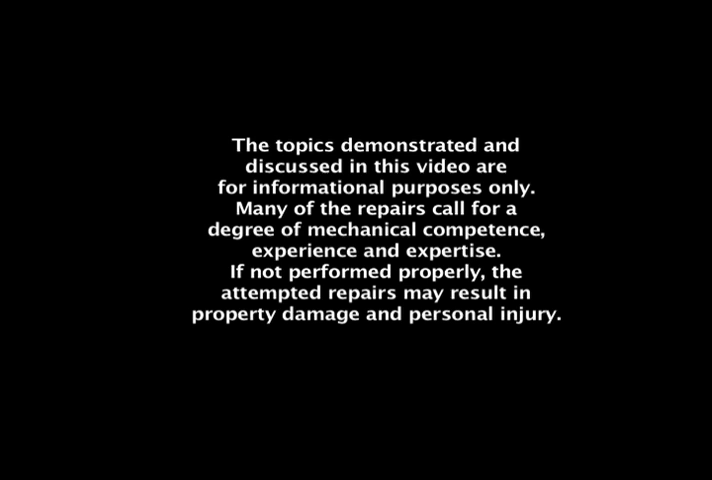 The topics demonstrated and
discussed in this video are
for informational purposes only.
Many of the repairs call for a
degree of mechanical competence,
experience and expertise.
If not performed properly, the
attempted repairs may result in
property damage and personal injury.